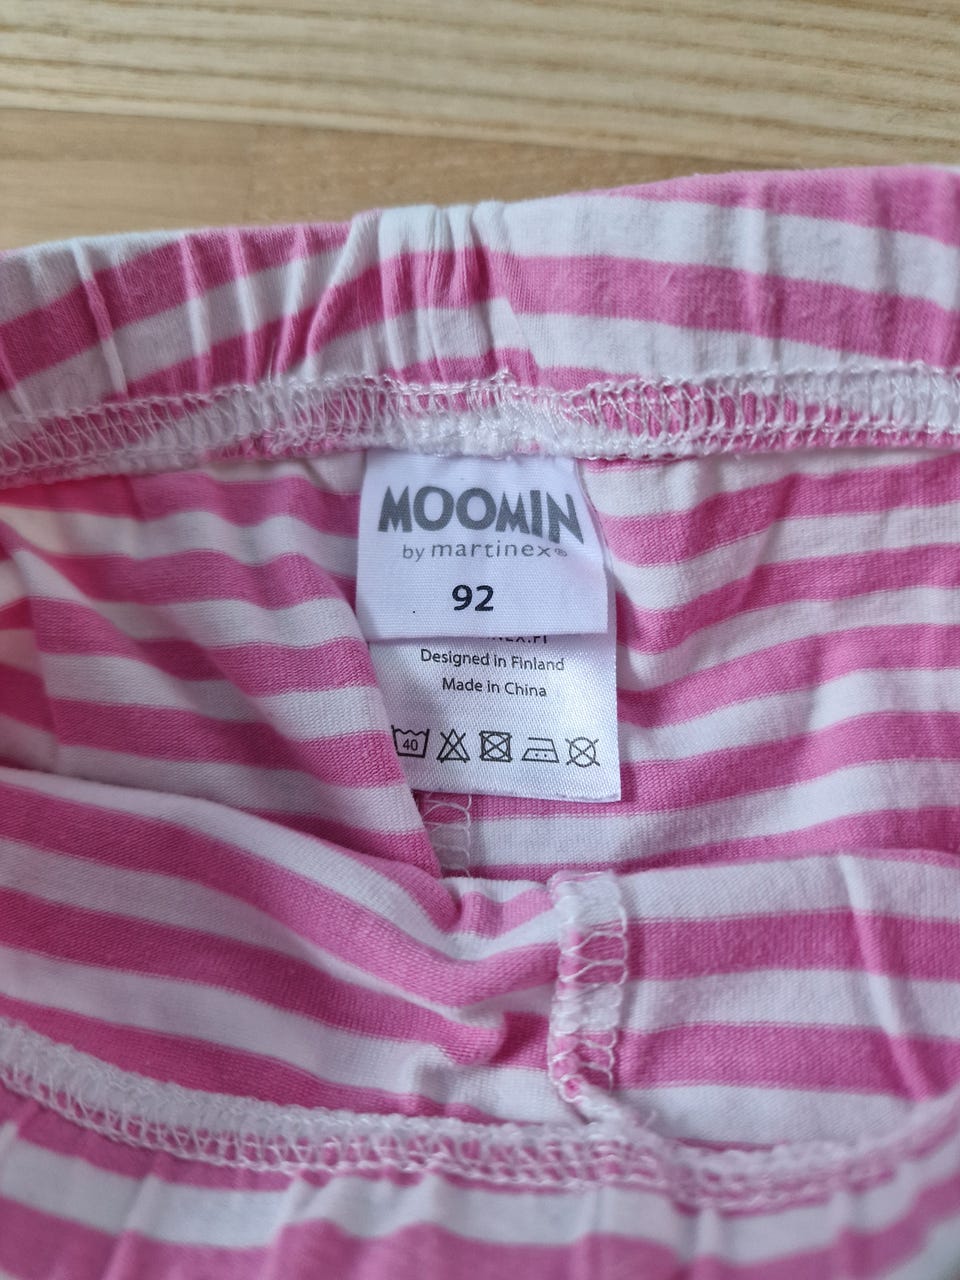 MOOMIN
by martinex®
92
Designed in Finland
Made in China
40